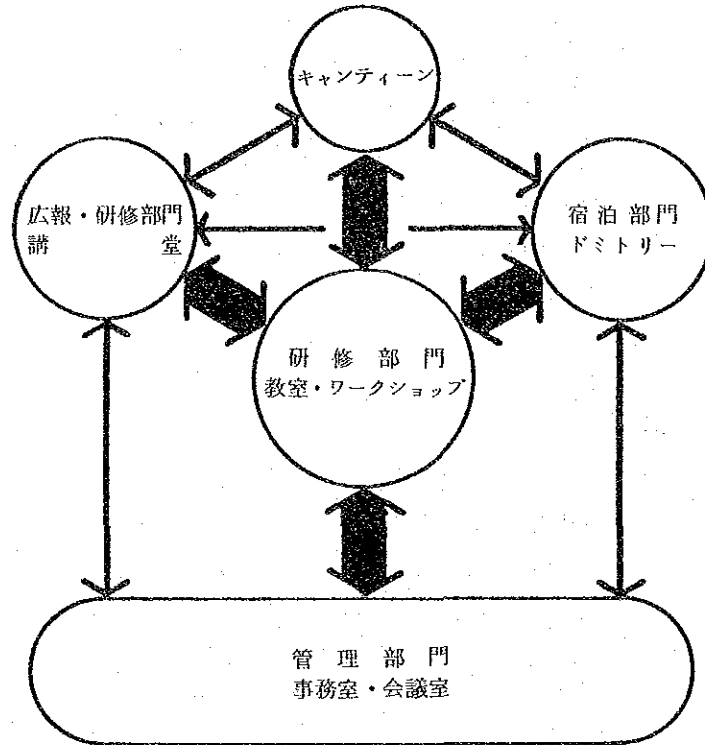 キャンティーン
広報・研修部門
講堂
宿泊部門
ドミトリー
研修部門
教室・ワークショップ
管理部門
事務室・会議室